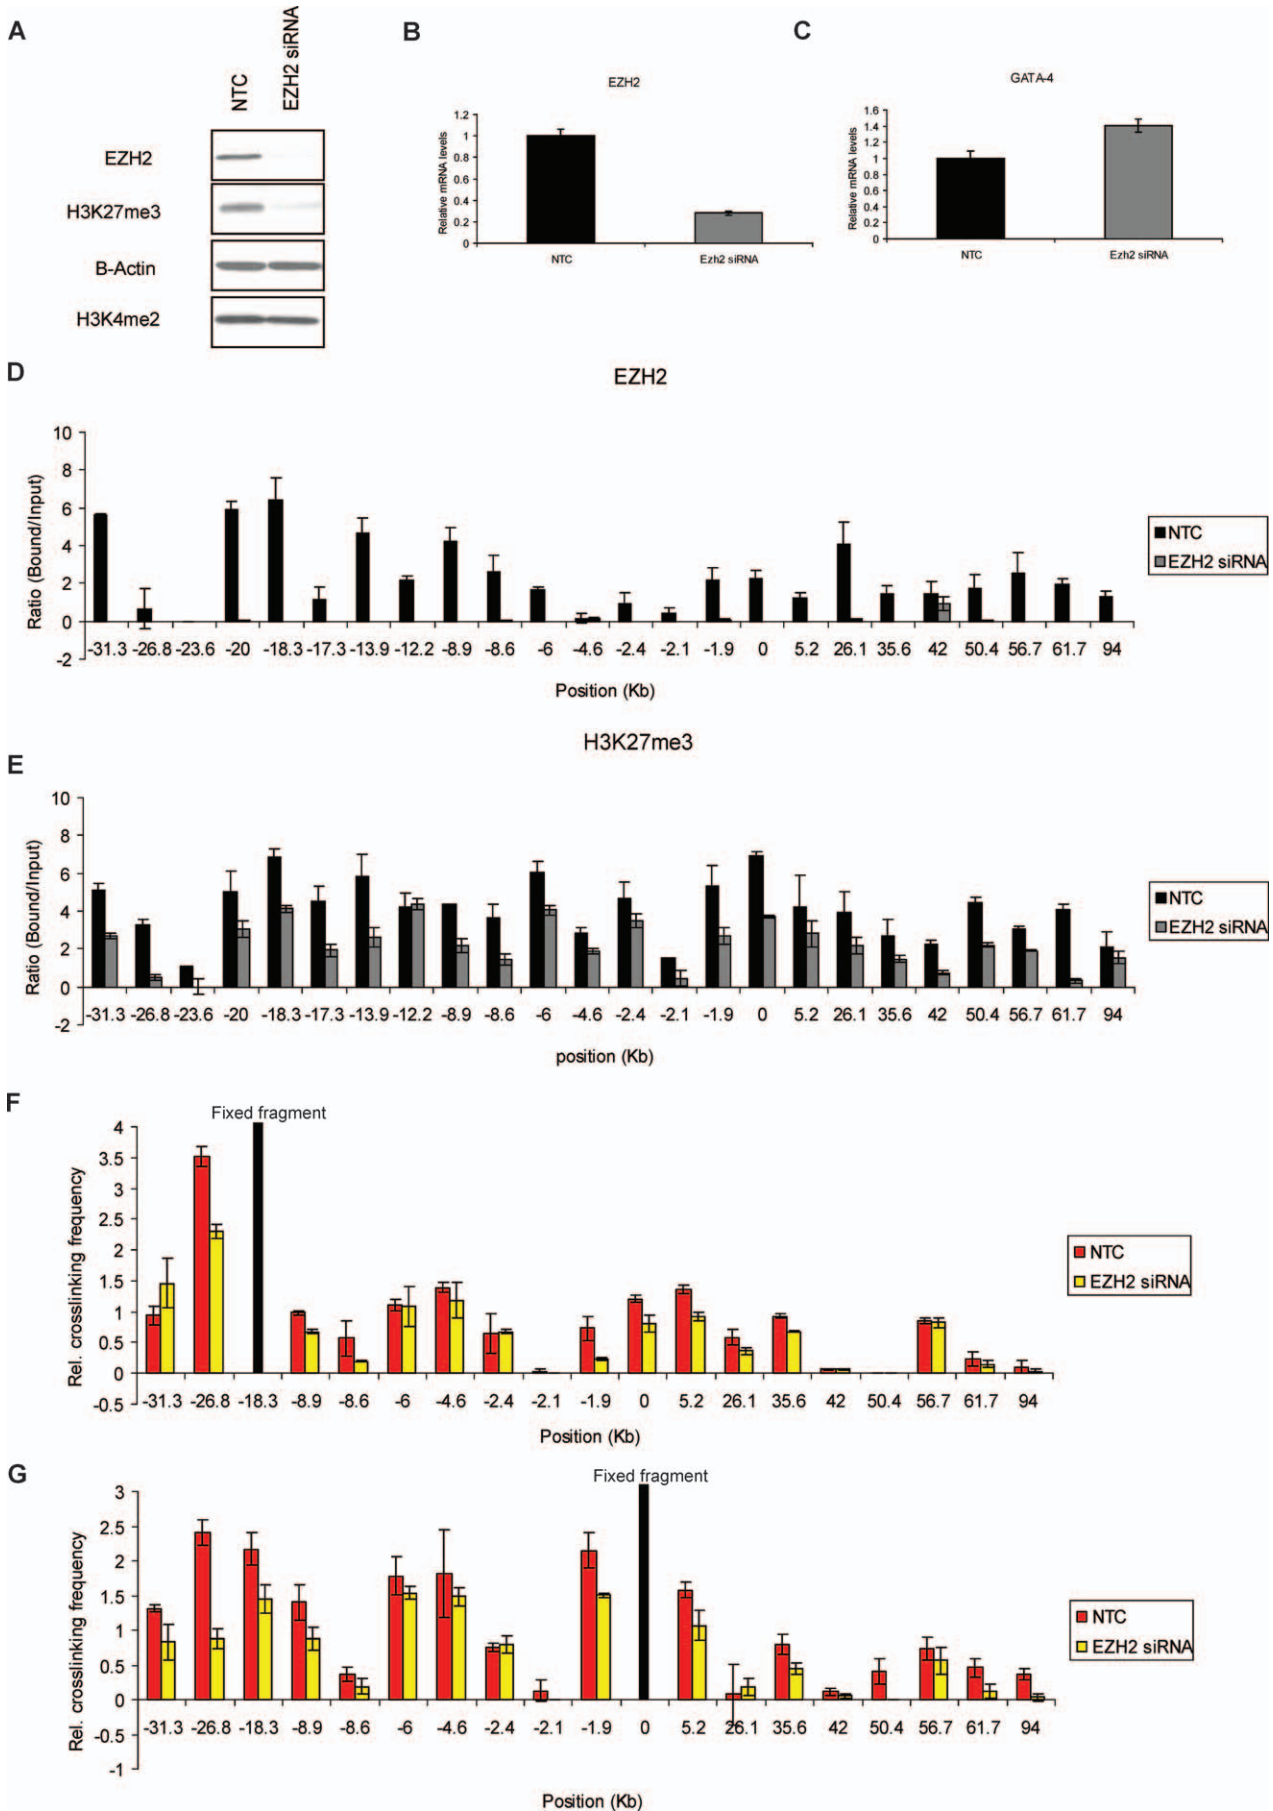 A
NTC
EZH2 siRNA
EZH2
H3K27me3
B-Actin
H3K4me2
B
EZH2
Relative mRNA levels
1.2
1
0.8
0.6
0.4
0.2
0
NTC
Ezh2 siRNA
C
GATA-4
Relative mRNA levels
1.6
1.4
1.2
1
0.8
0.6
0.4
0.2
0
NTC
Ezh2 siRNA
D
EZH2
Ratio (Bound/Input)
10
8
6
4
2
0
-2
-31.3 -26.8 -23.6 -20 -18.3 -17.3 -13.9 -12.2 -8.9 -8.6 -6 -4.6 -2.4 -2.1 -1.9 0 5.2 26.1 35.6 42 50.4 56.7 61.7 94
Position (Kb)
NTC
EZH2 siRNA
H3K27me3
E
Ratio (Bound/Input)
10
8
6
4
2
0
-2
-31.3 -26.8 -23.6 -20 -18.3 -17.3 -13.9 -12.2 -8.9 -8.6 -6 -4.6 -2.4 -2.1 -1.9 0 5.2 26.1 35.6 42 50.4 56.7 61.7 94
position (Kb)
NTC
EZH2 siRNA
F
Fixed fragment
Rel. crosslinking frequency
4
3.5
3
2.5
2
1.5
1
0.5
0
-0.5
-31.3 -26.8 -18.3 -8.9 -8.6 -6 -4.6 -2.4 -2.1 -1.9 0 5.2 26.1 35.6 42 50.4 56.7 61.7 94
Position (Kb)
NTC
EZH2 siRNA
G
Fixed fragment
Rel. crosslinking frequency
3
2.5
2
1.5
1
0.5
0
-0.5
-1
-31.3 -26.8 -18.3 -8.9 -8.6 -6 -4.6 -2.4 -2.1 -1.9 0 5.2 26.1 35.6 42 50.4 56.7 61.7 94
Position (Kb)
NTC
EZH2 siRNA